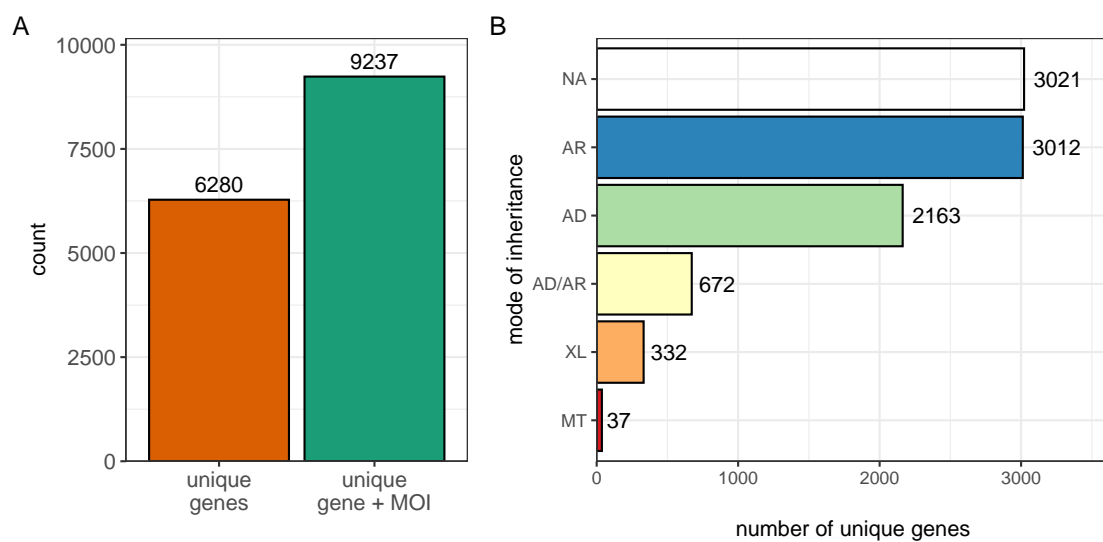 A
10000
7500
5000
2500
0
count
6280
9237
unique
genes
unique
gene + MOI
B
mode of inheritance
NA
3021
AR
3012
AD
2163
AD/AR
672
XL
332
MT
37
0
1000
2000
3000
number of unique genes